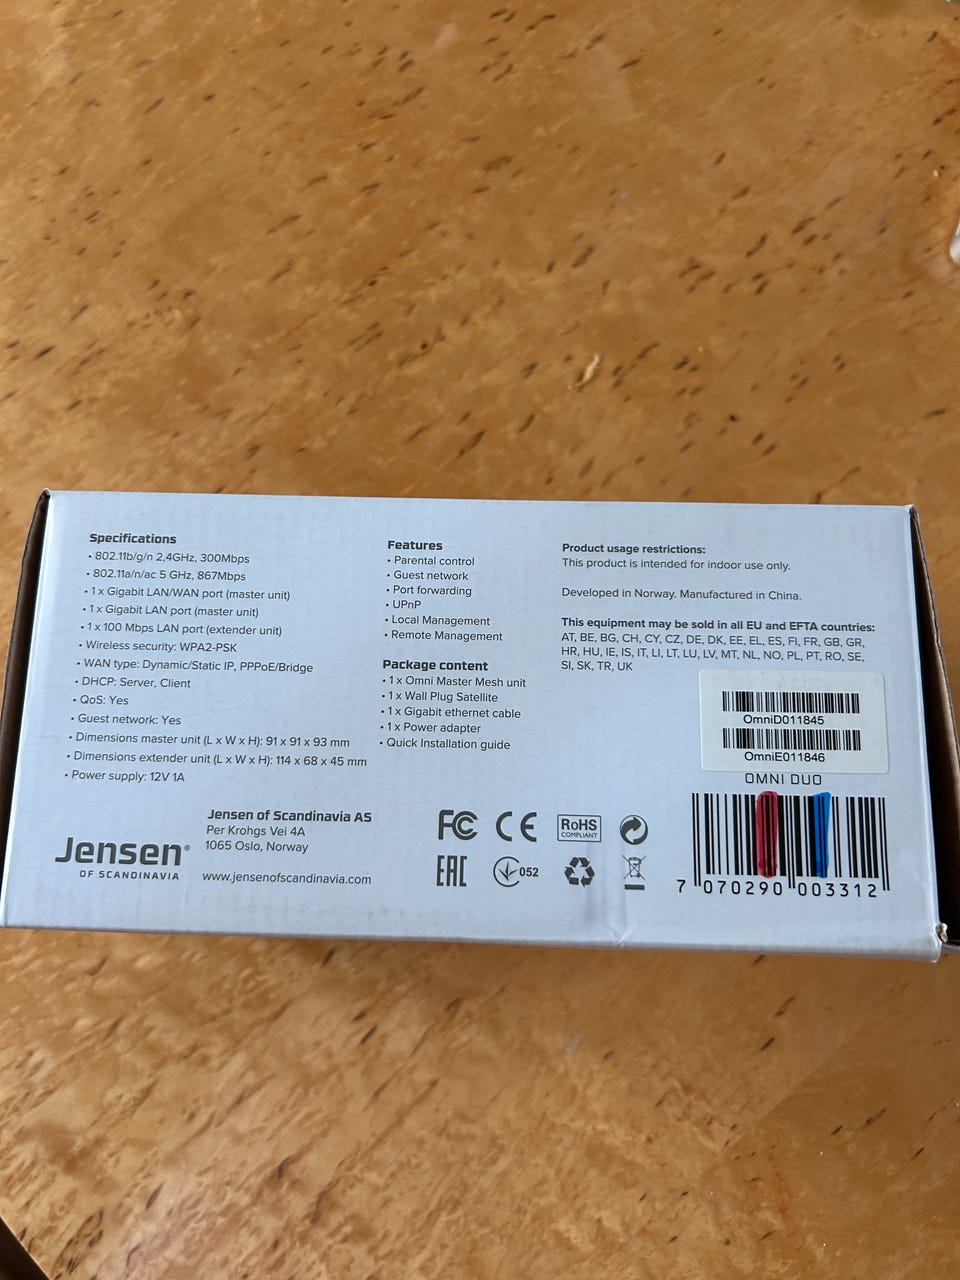 Specifications
• 802.11b/g/n 2,4GHz, 300Mbps
• 802.11a/n/ac 5 GHz, 867Mbps
• 1 x Gigabit LAN/WAN port (master unit)
• 1 x Gigabit LAN port (master unit)
• 1 x 100 Mbps LAN port (extender unit)
• Wireless security: WPA2-PSK
• WAN type: Dynamic/Static IP, PPPoE/Bridge
• DHCP: Server, Client
• QoS: Yes
• Guest network: Yes
• Dimensions master unit (L x W x H): 91 x 91 x 93 mm
• Dimensions extender unit (L x W x H): 114 x 68 x 45 mm
• Power supply: 12V 1A
Features
• Parental control
• Guest network
• Port forwarding
• UPnP
• Local Management
• Remote Management
Package content
• 1 x Omni Master Mesh unit
• 1 x Wall Plug Satellite
• 1 x Gigabit ethernet cable
• 1 x Power adapter
• Quick Installation guide
Product usage restrictions:
This product is intended for indoor use only.
Developed in Norway. Manufactured in China.
This equipment may be sold in all EU and EFTA countries:
AT, BE, BG, CH, CY, CZ, DE, DK, EE, EL, ES, FI, FR, GB, GR,
HR, HU, IE, IS, IT, LI, LT, LU, LV, MT, NL, NO, PL, PT, RO, SE,
SI, SK, TR, UK
OmniD011845
OmniE011846
OMNI DUO
7 070290 003312
Jensen®
OF SCANDINAVIA
Jensen of Scandinavia AS
Per Krohgs Vei 4A
1065 Oslo, Norway
www.jensenofscandinavia.com
FC CE RoHS
COMPLIANT
EAC 052